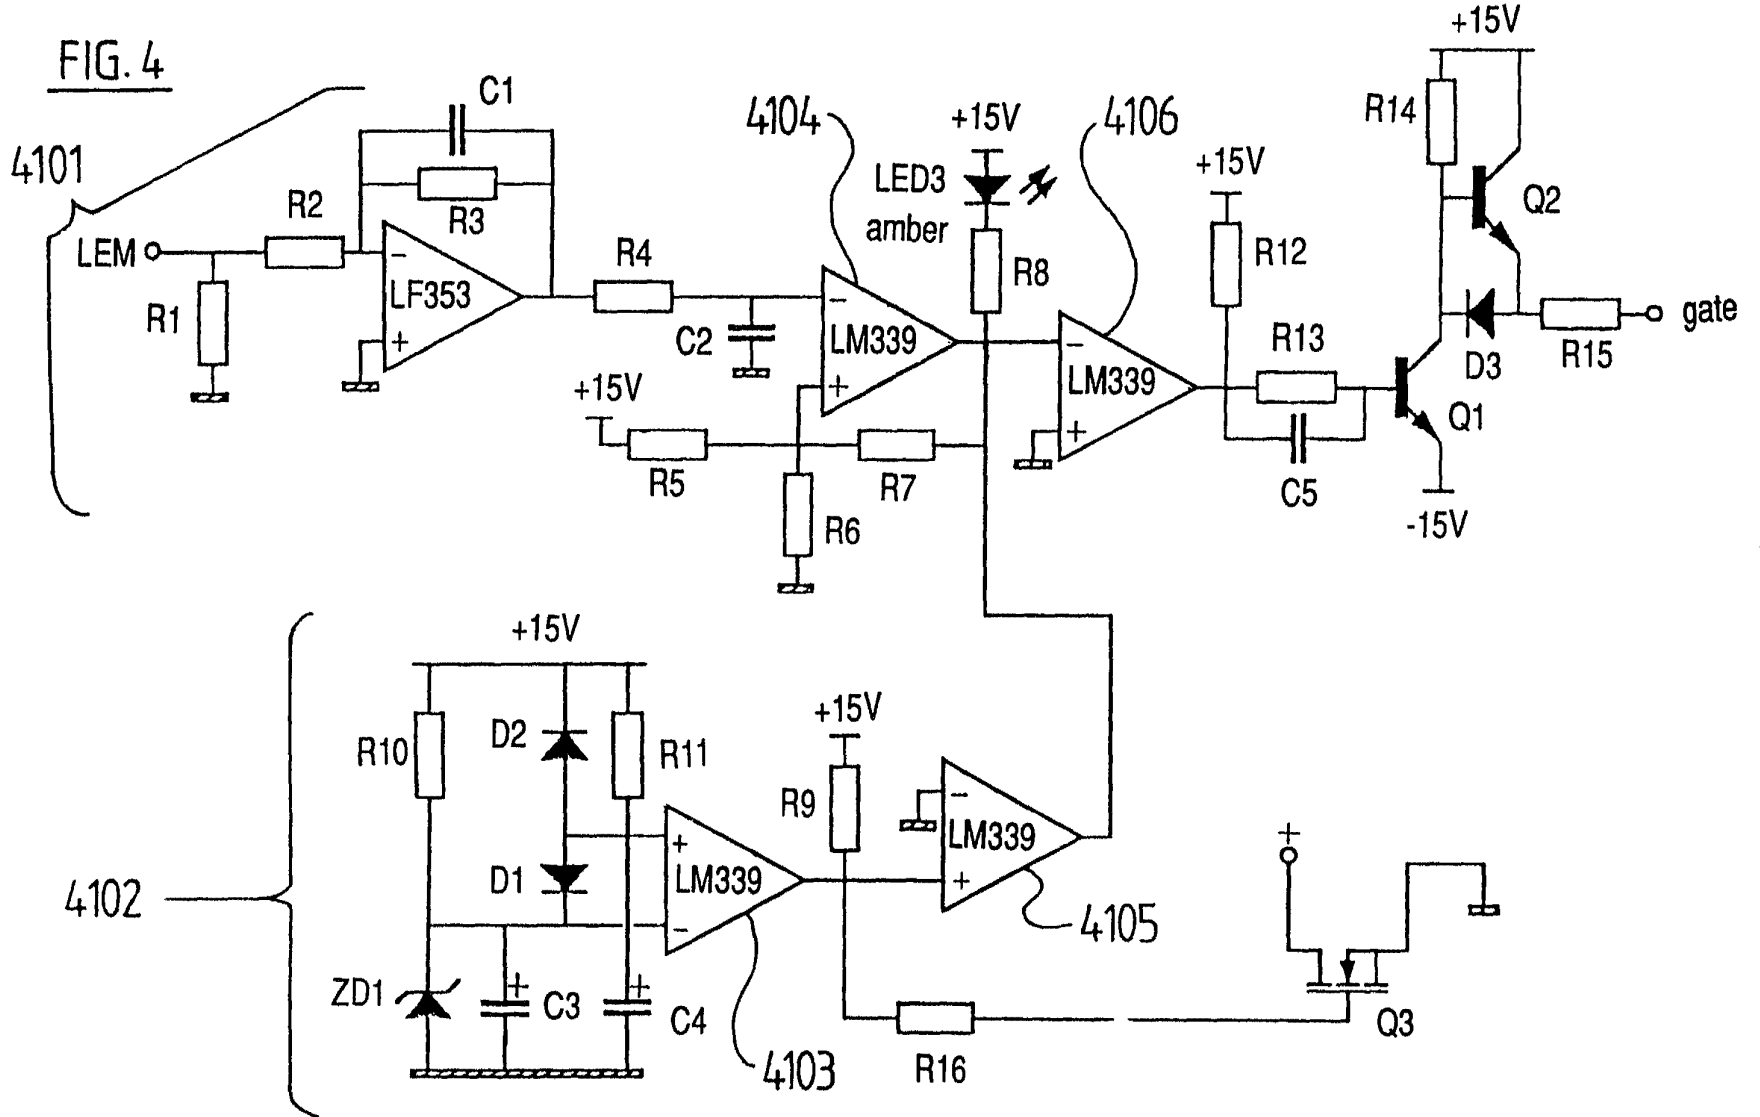 FIG. 4
+15V
C1
4104
4106
R14
+15V
4101
LED3
+15V
R2
R3
amber
Q2
LEM
−
R4
R8
R12
R1
LF353
−
gate
C2
LM339
−
R13
R15
+
+15V
+
LM339
D3
+
Q1
R5
R7
C5
R6
-15V
+15V
+15V
R10
D2
R11
R9
−
+
LM339
+
D1
LM339
4102
+
4105
−
ZD1
+
C3
+
C4
Q3
4103
R16